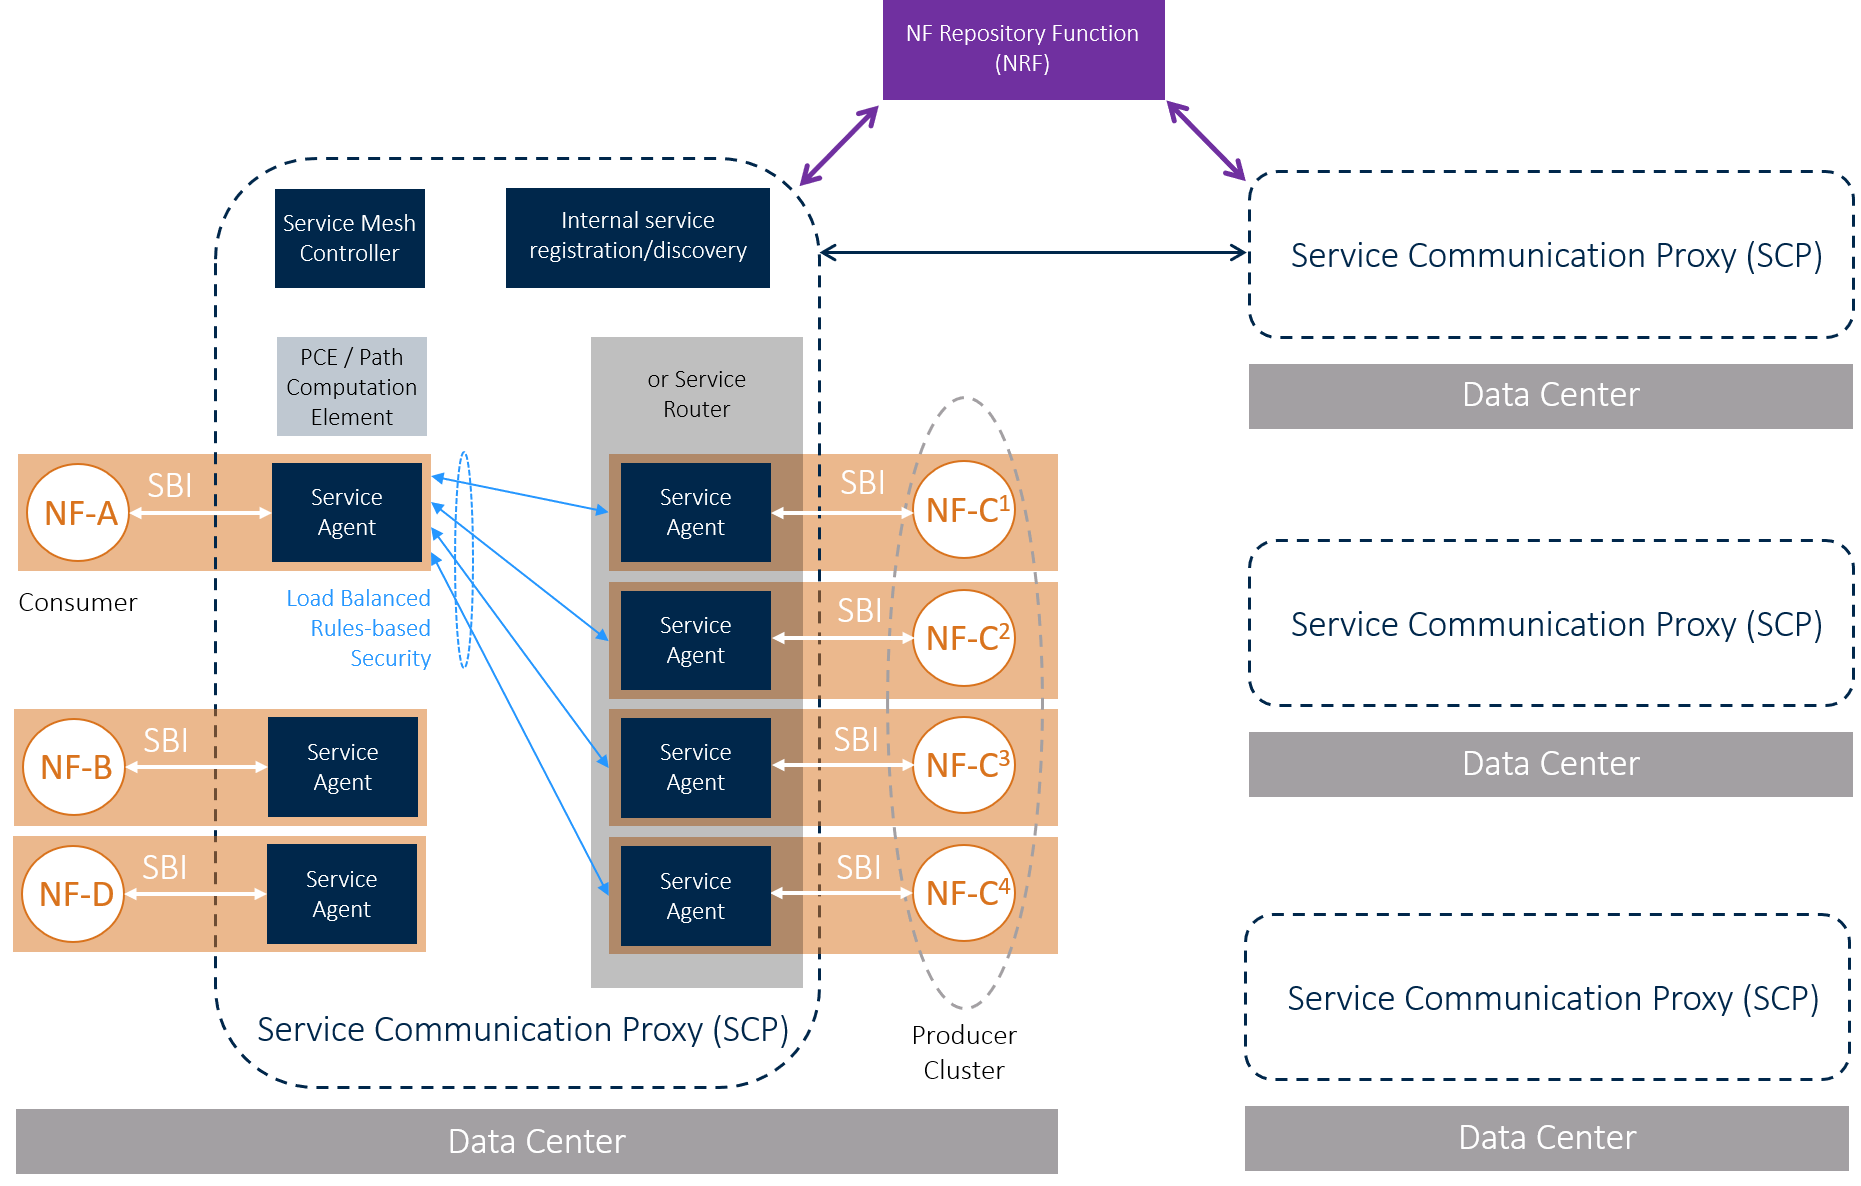 NF Repository Function
(NRF)
Service Mesh
Controller
Internal service
registration/discovery
PCE / Path
Computation
Element
or Service
Router
NF-A
SBI
Service
Agent
Consumer
Load Balanced
Rules-based
Security
NF-B
SBI
Service
Agent
NF-D
SBI
Service
Agent
Service
Agent
SBI
NF-C1
Service
Agent
SBI
NF-C2
Service
Agent
SBI
NF-C3
Service
Agent
SBI
NF-C4
Service Communication Proxy (SCP)
Producer
Cluster
Data Center
Service Communication Proxy (SCP)
Data Center
Service Communication Proxy (SCP)
Data Center
Service Communication Proxy (SCP)
Data Center